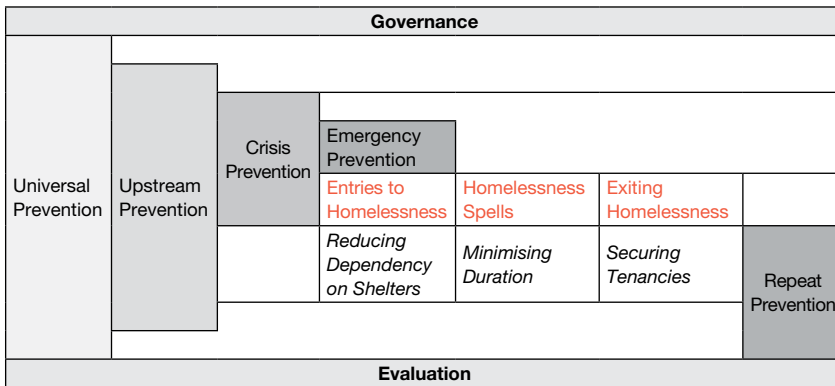 Governance
Universal
Prevention
Upstream
Prevention
Crisis
Prevention
Emergency
Prevention
Entries to
Homelessness
Homelessness
Spells
Exiting
Homelessness
Reducing
Dependency
on Shelters
Minimising
Duration
Securing
Tenancies
Repeat
Prevention
Evaluation